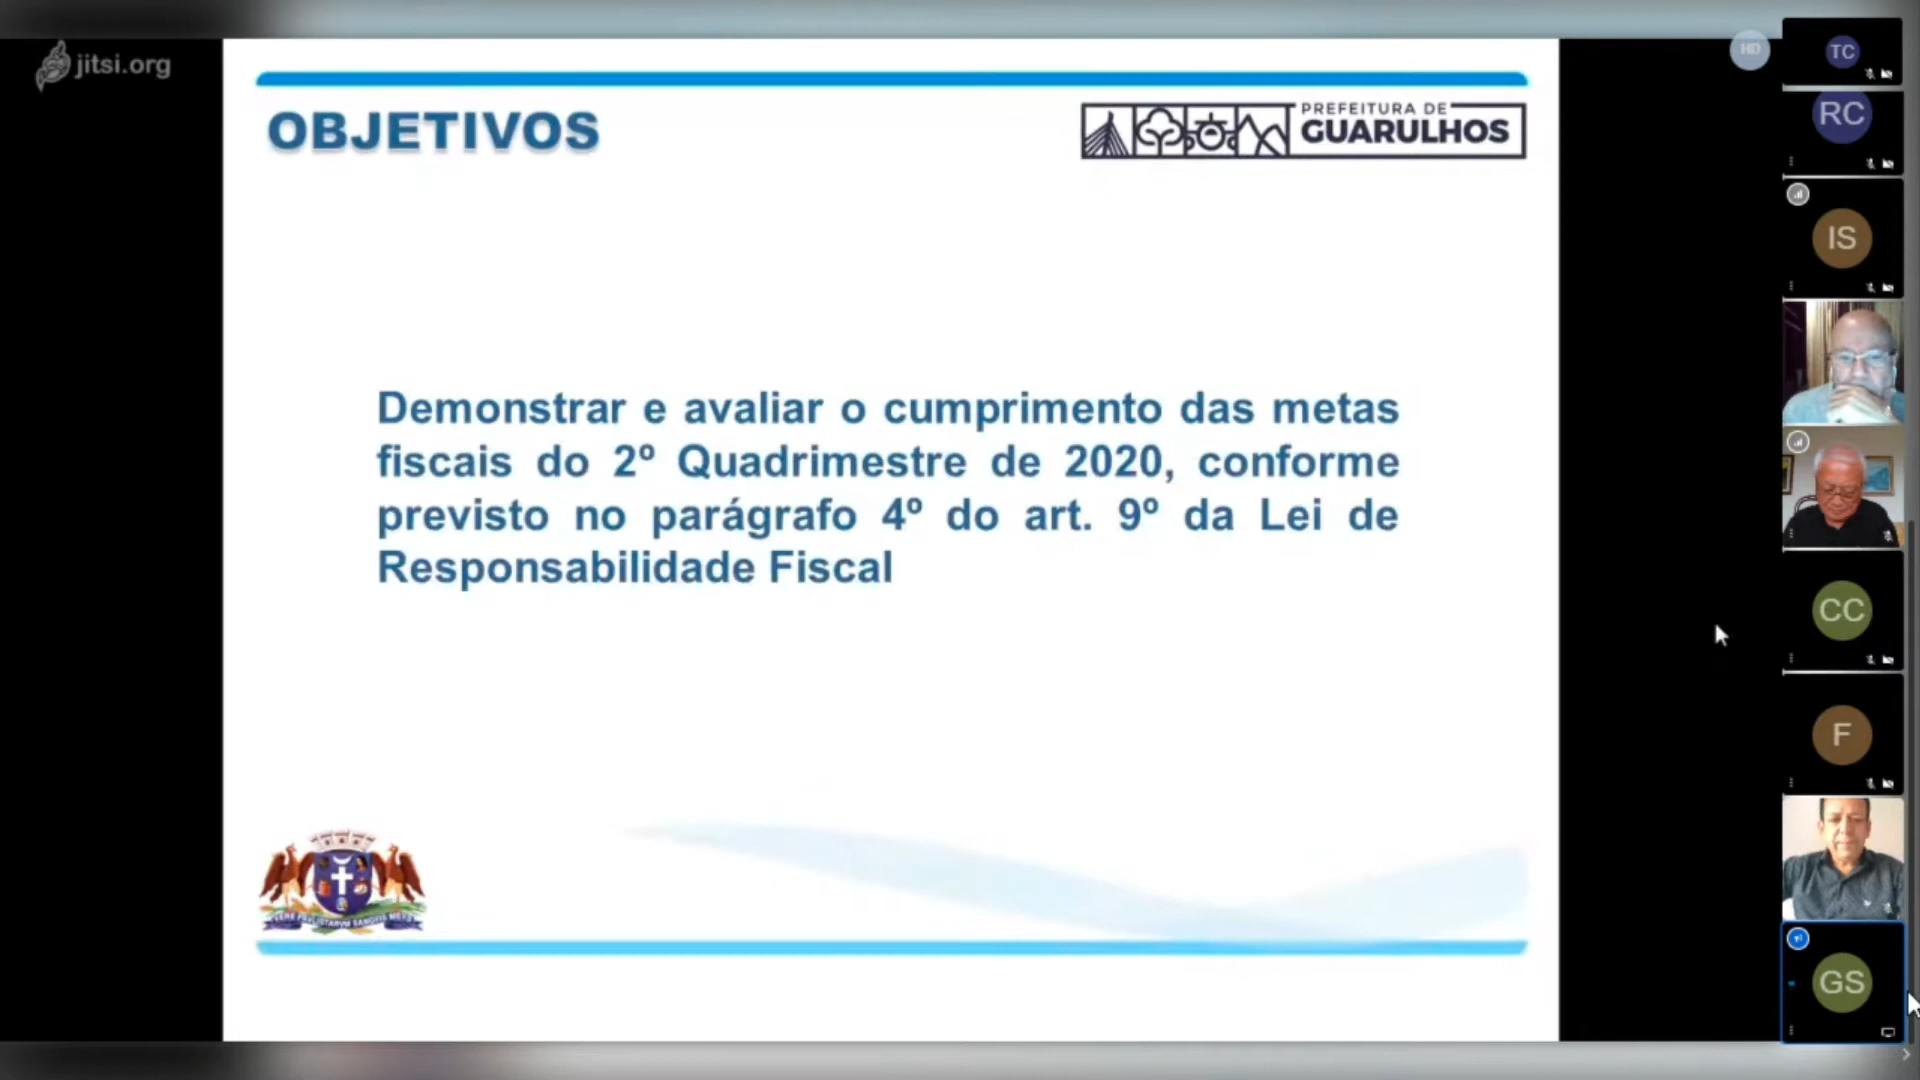 jitsi.org
HD
OBJETIVOS
PREFEITURA DE
GUARULHOS
Demonstrar e avaliar o cumprimento das metas
fiscais do 2º Quadrimestre de 2020, conforme
previsto no parágrafo 4º do art. 9º da Lei de
Responsabilidade Fiscal
TC
RC
IS
CC
F
GS